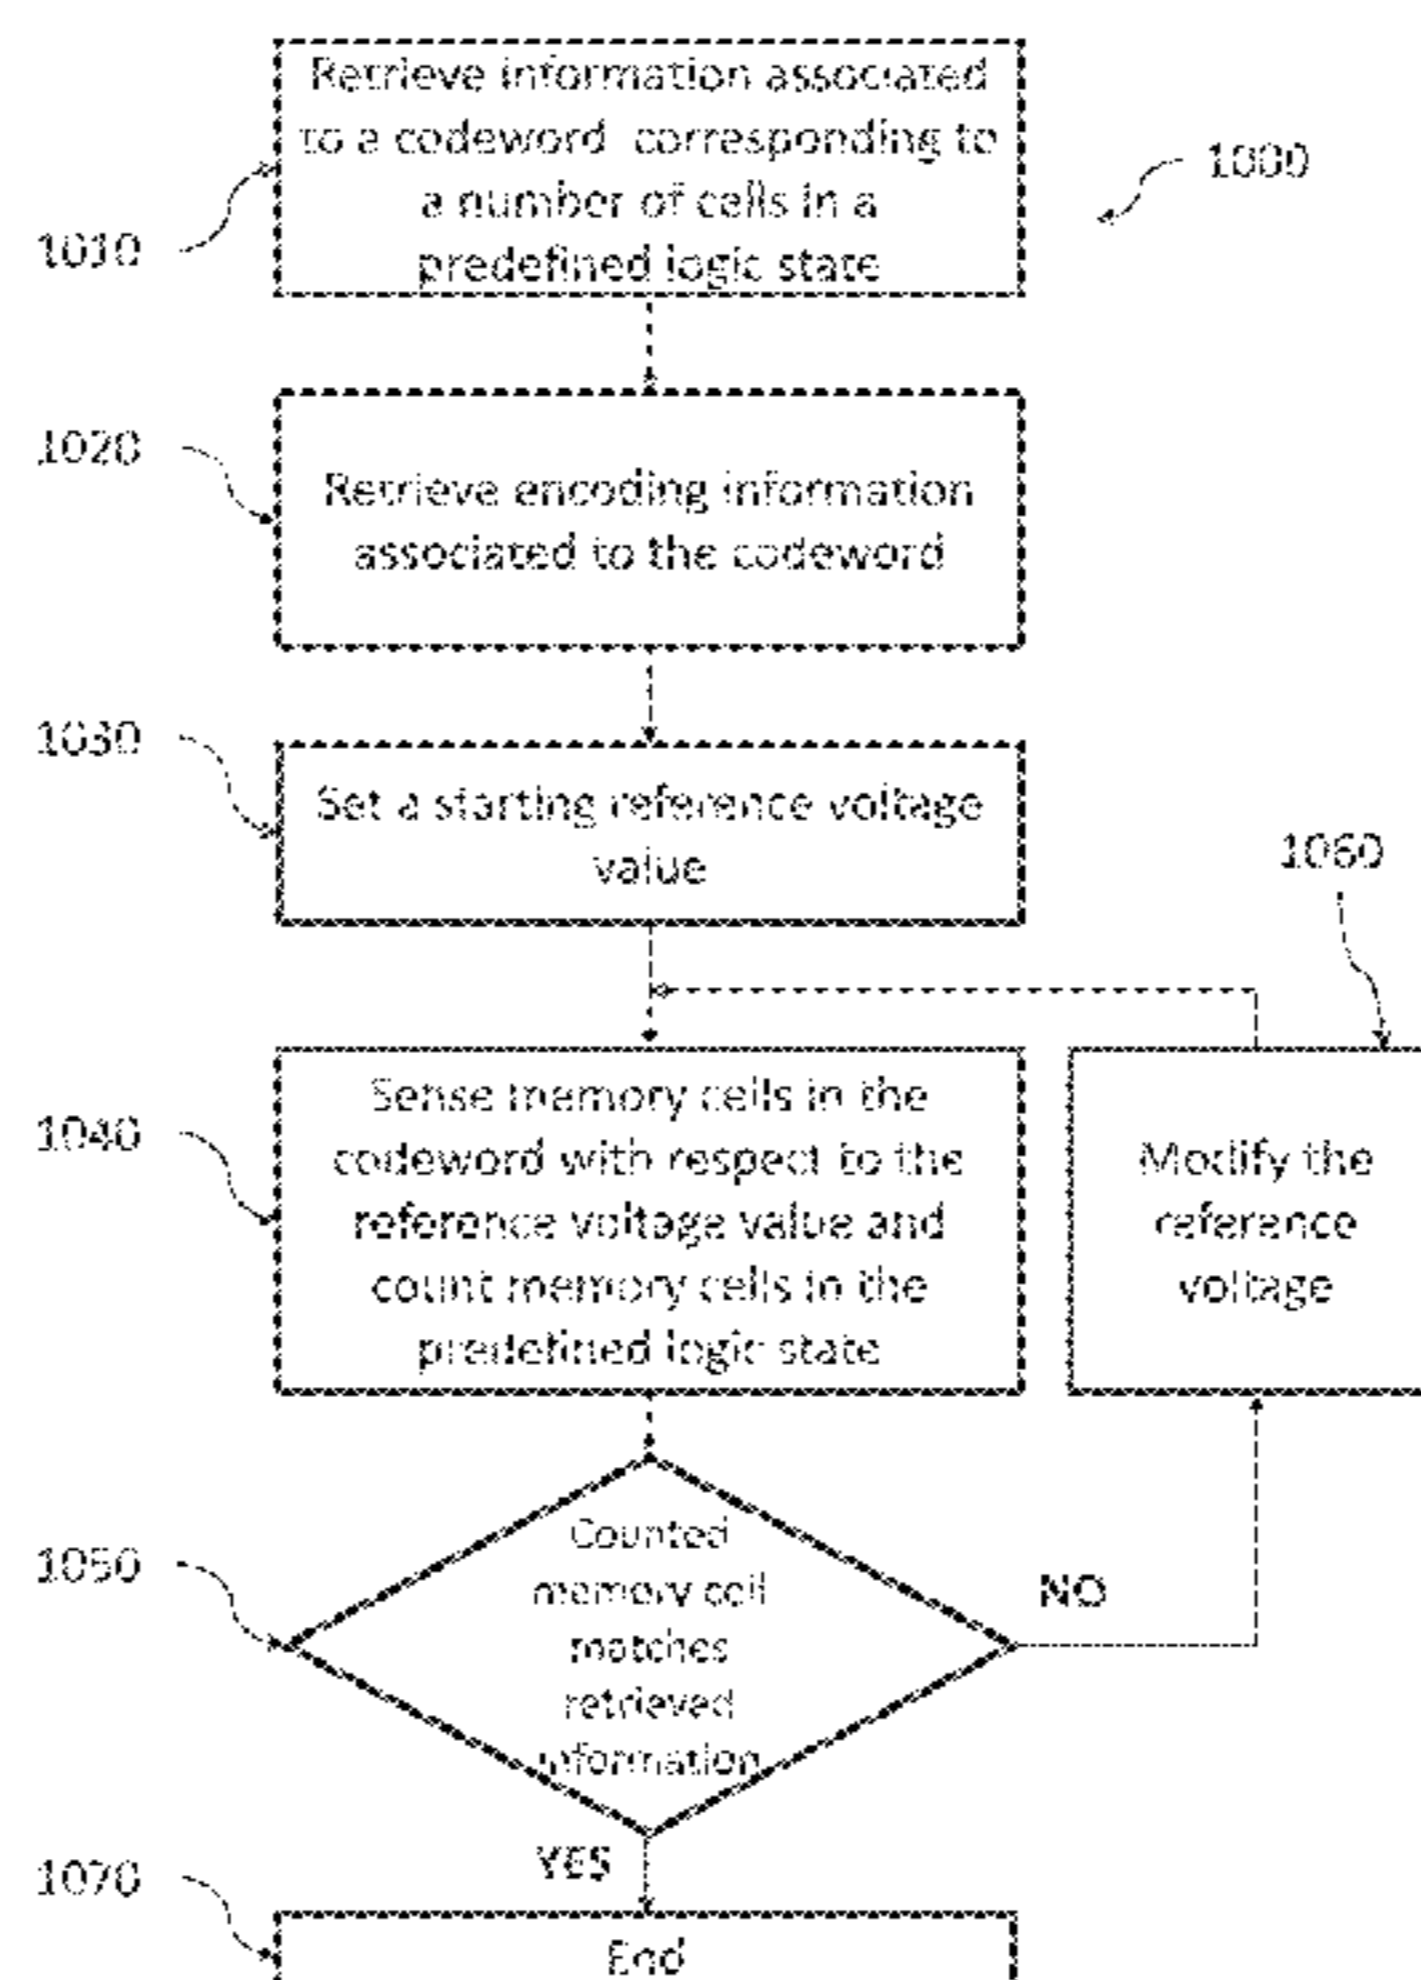 Retrieve information associated
to a codeword corresponding to
a number of cells in a
predefined logic state
1000
1010
1020
Retrieve encoding information
associated to the codeword
1030
Set a starting reference voltage
value
1060
1040
Sense memory cells in the
codeword with respect to the
reference voltage value and
count memory cells in the
predefined logic state
Modify the
reference
voltage
1050
Counted
memory cell
matches
retrieved
information
NO
YES
1070
End